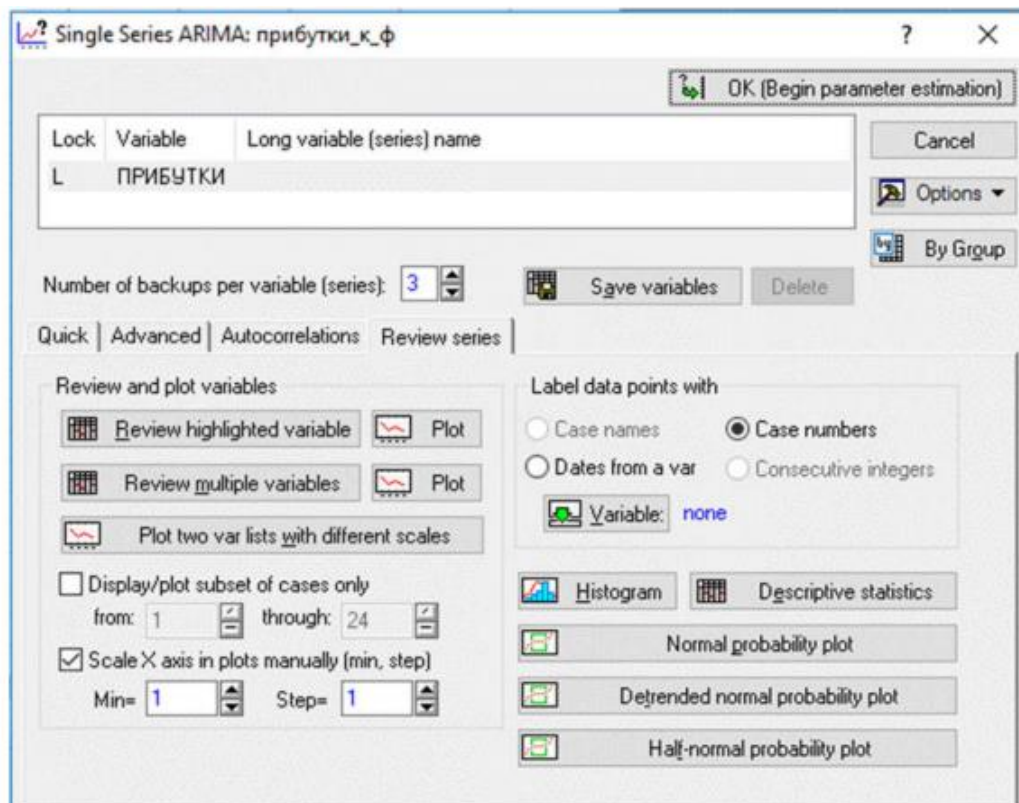 Single Series ARIMA: прибутки_к_ф
?
OK (Begin parameter estimation)
Lock Variable Long variable (series) name
L ПРИБУТКИ
Cancel
Options
By Group
Number of backups per variable (series): 3
Save variables
Delete
Quick Advanced Autocorrelations Review series
Review and plot variables
Review highlighted variable Plot
Review multiple variables Plot
Plot two var lists with different scales
Display/plot subset of cases only
from: 1 through: 24
Scale X axis in plots manually (min, step)
Min= 1 Step= 1
Label data points with
Case names Case numbers
Dates from a var Consecutive integers
Variable: none
Histogram Descriptive statistics
Normal probability plot
Detrended normal probability plot
Half-normal probability plot